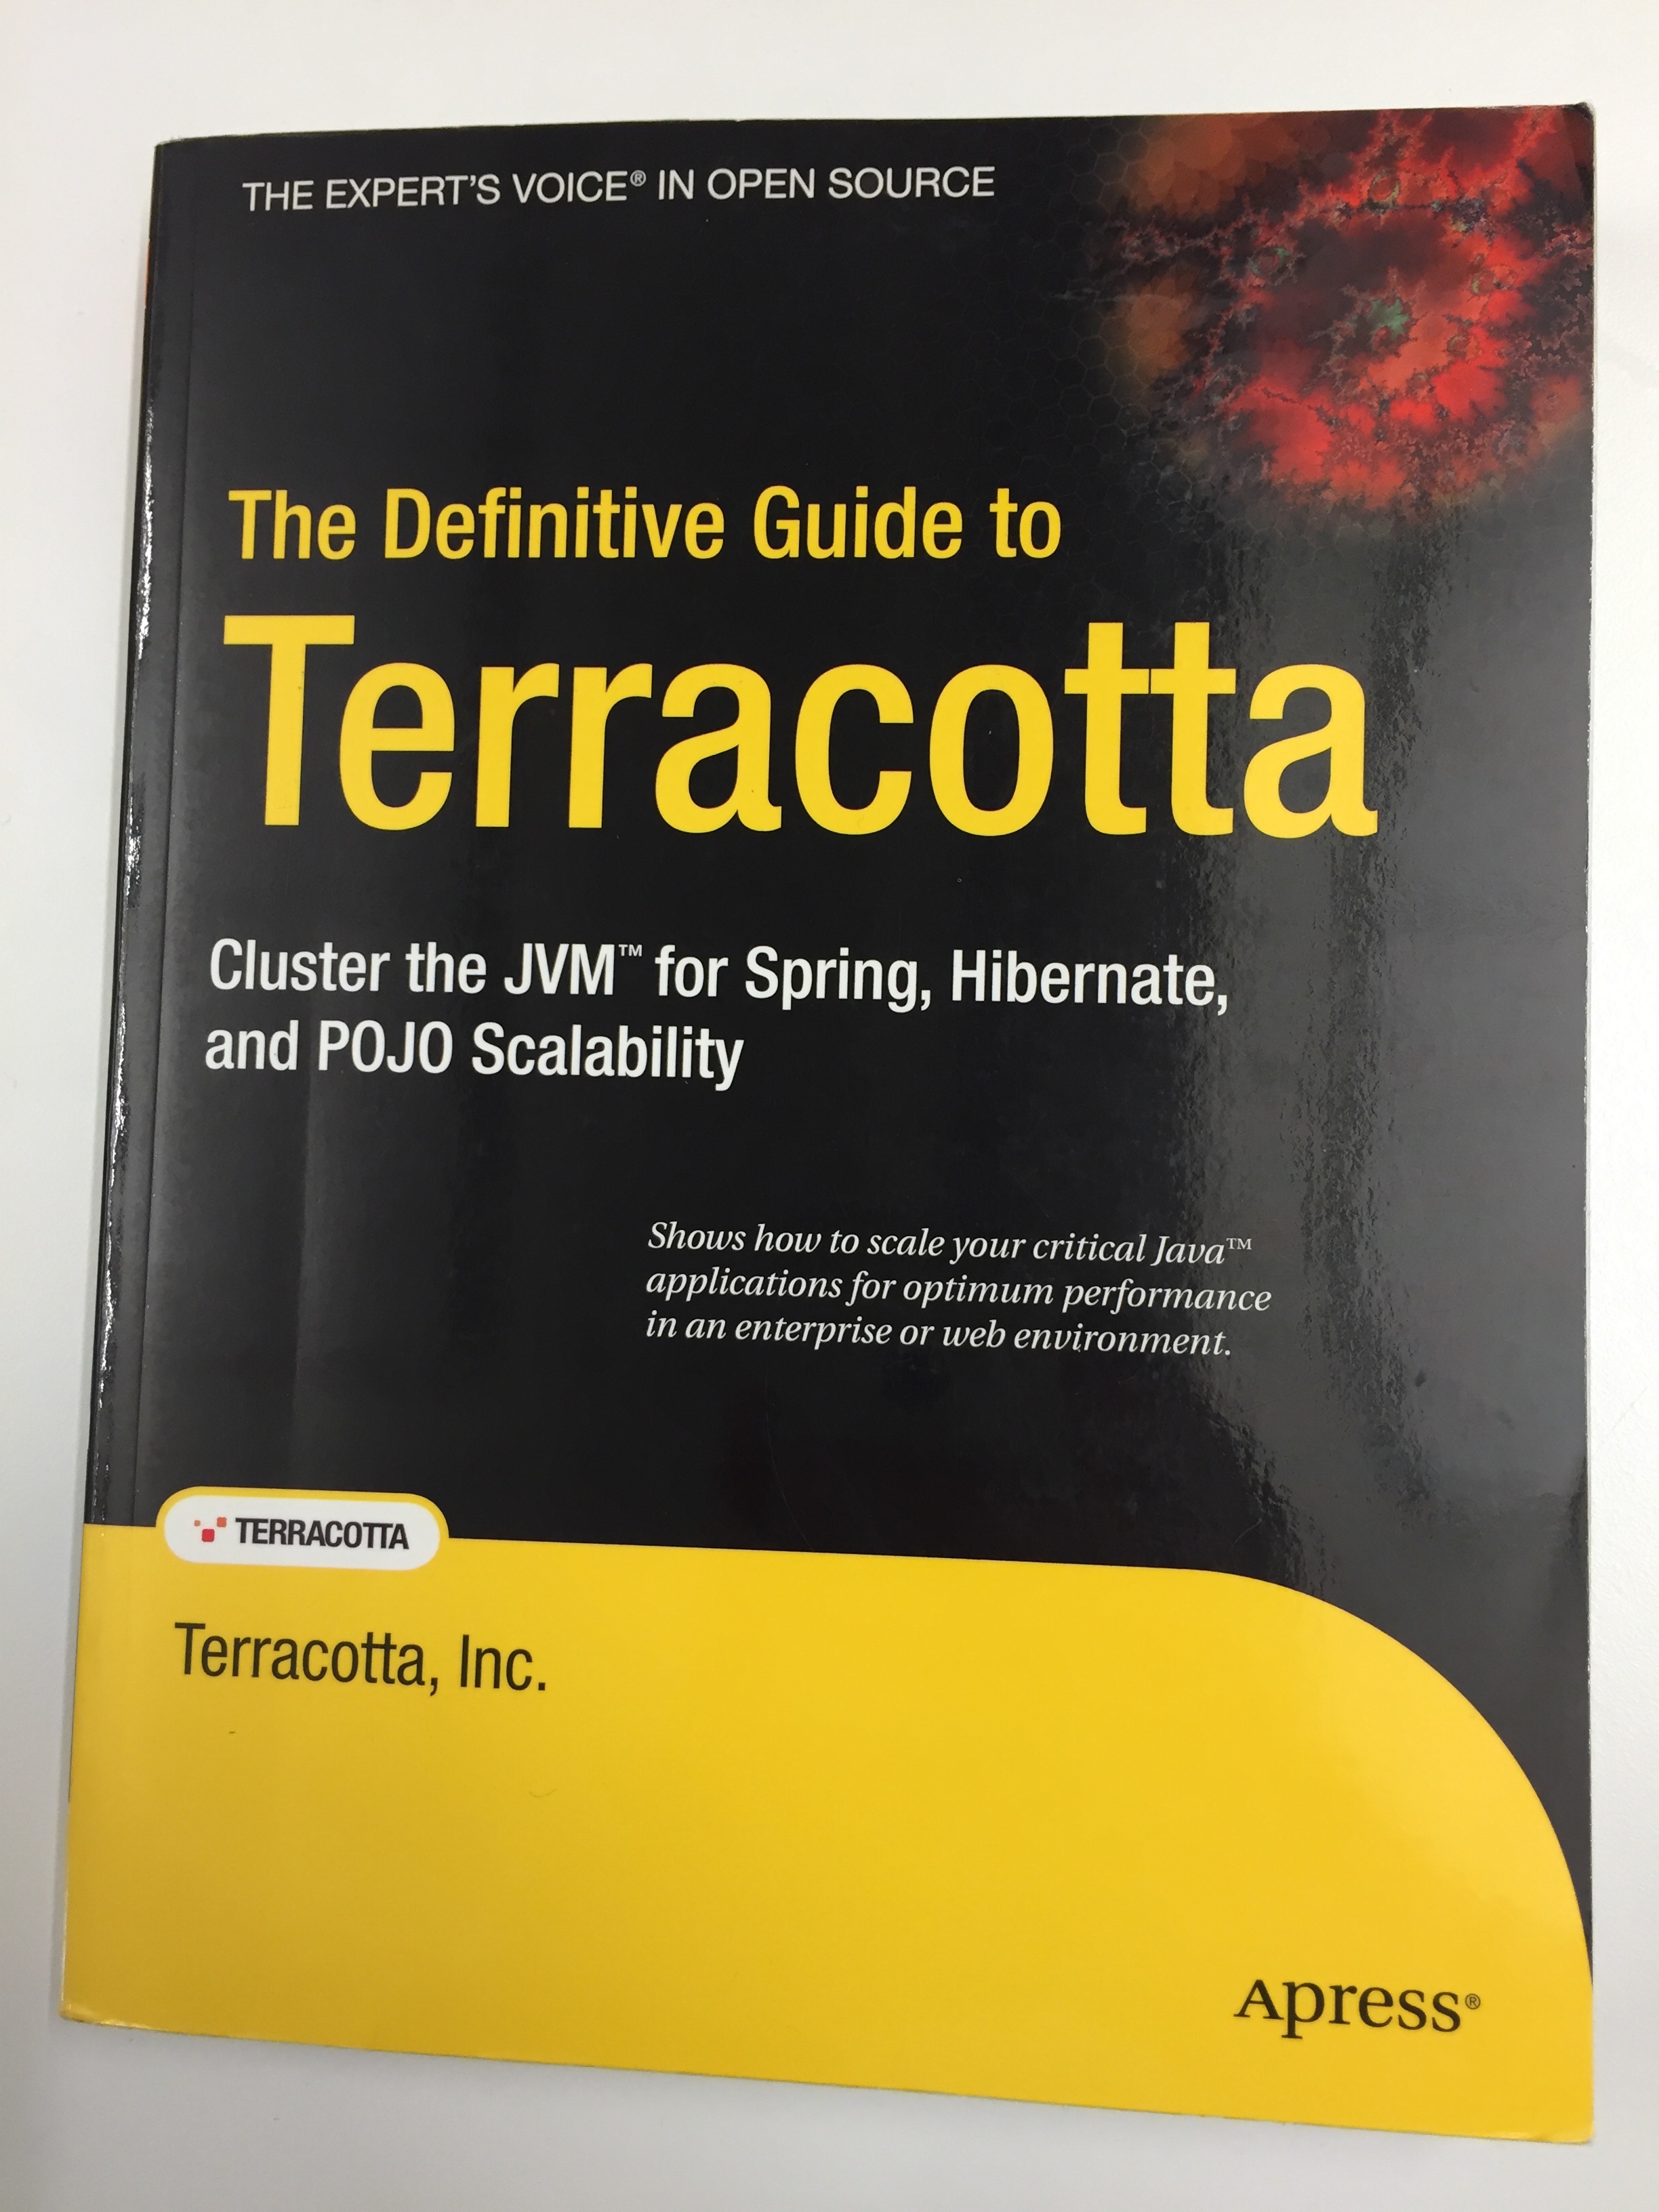 THE EXPERT'S VOICE® IN OPEN SOURCE
The Definitive Guide to
Terracotta
Cluster the JVM™ for Spring, Hibernate,
and POJO Scalability
Shows how to scale your critical Java™
applications for optimum performance
in an enterprise or web environment.
TERRACOTTA
Terracotta, Inc.
Apress®